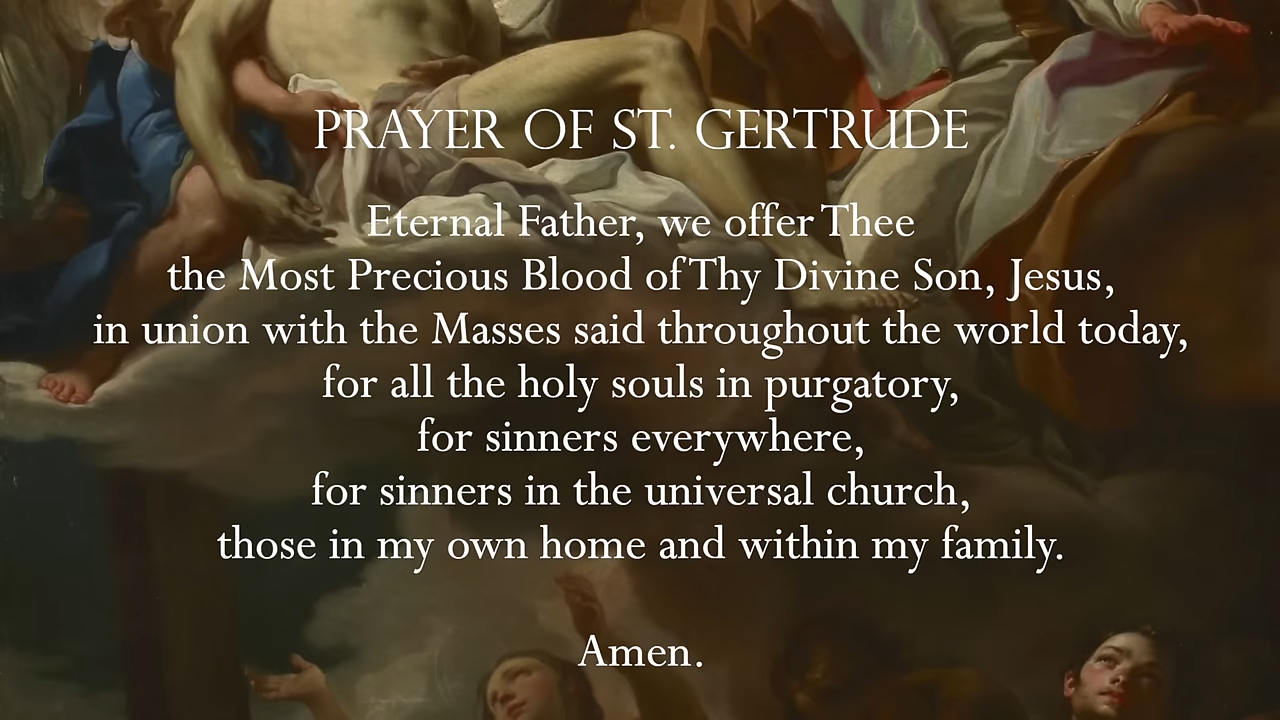 PRAYER OF ST. GERTRUDE
Eternal Father, we offer Thee
the Most Precious Blood of Thy Divine Son, Jesus,
in union with the Masses said throughout the world today,
for all the holy souls in purgatory,
for sinners everywhere,
for sinners in the universal church,
those in my own home and within my family.
Amen.